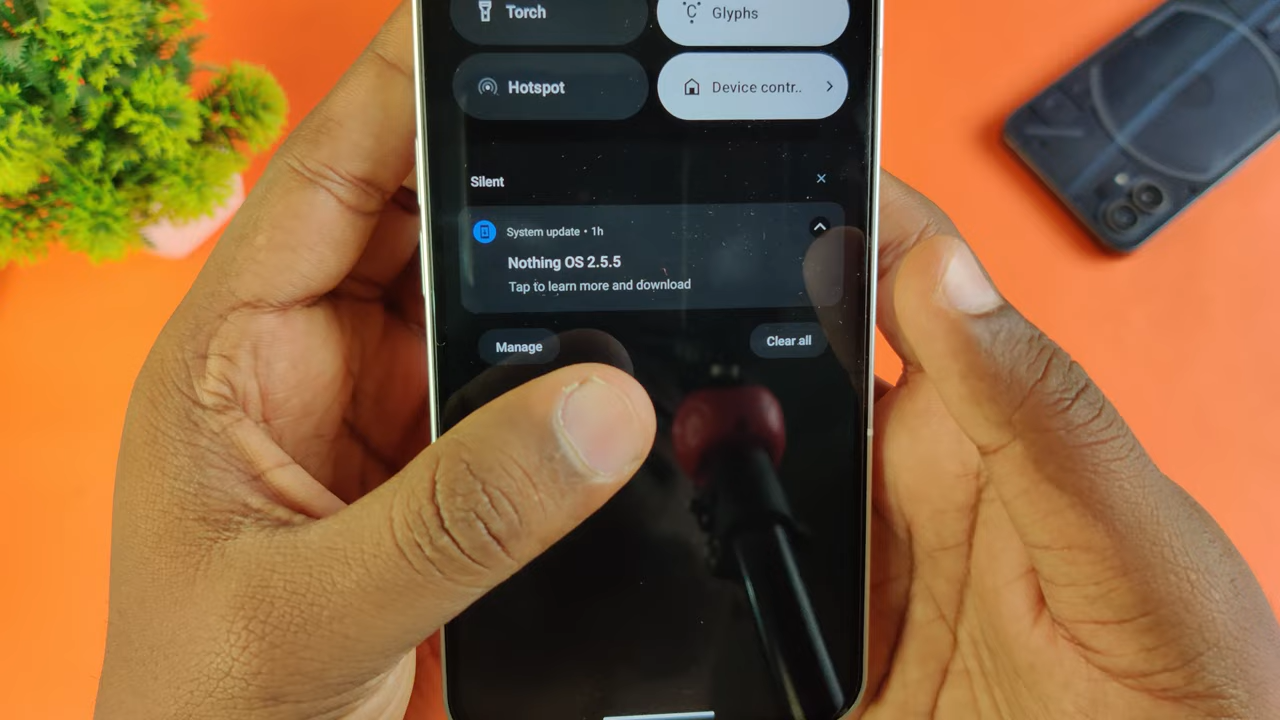 Torch
Glyphs
Hotspot
Device contr..
Silent
System update • 1h
Nothing OS 2.5.5
Tap to learn more and download
Manage
Clear all